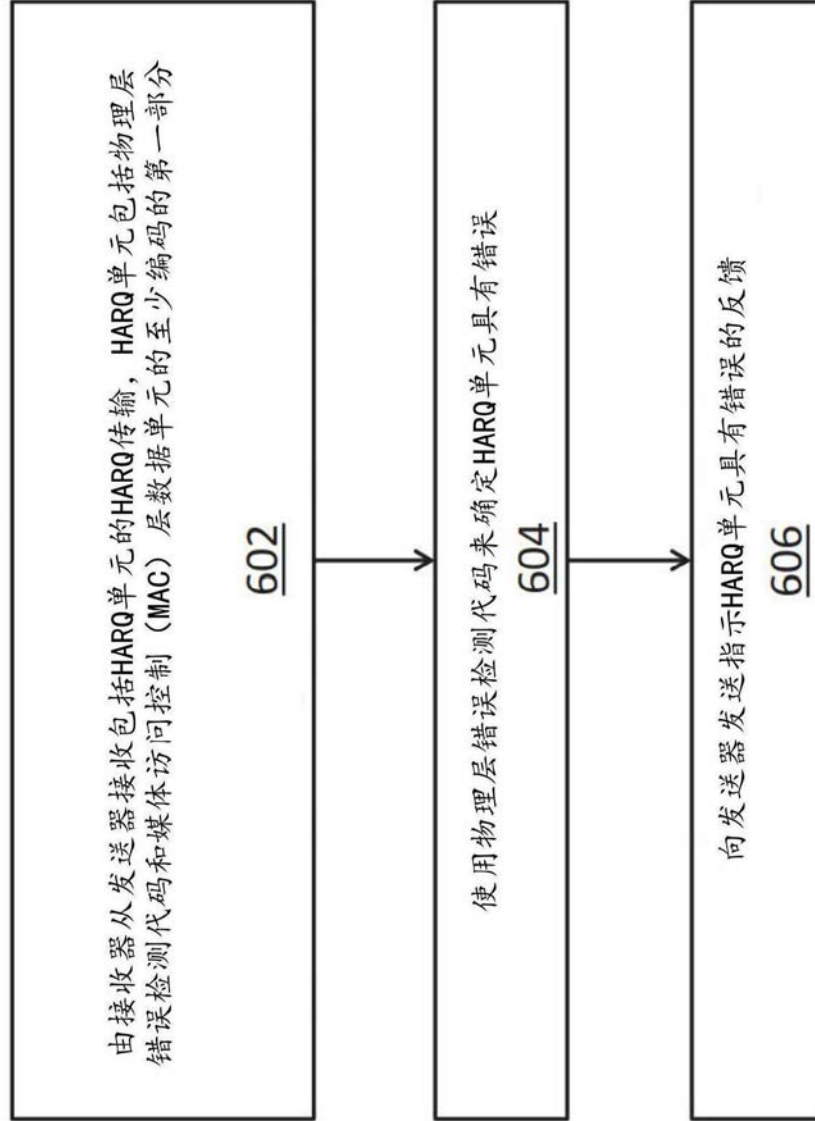 由接收器从发送器接收包括HARQ单元的HARQ传输，HARQ单元包括物理层
错误检测代码和媒体访问控制（MAC）层数据单元的至少编码的第一部分
602
使用物理层错误检测代码来确定HARQ单元具有错误
604
向发送器发送指示HARQ单元具有错误的反馈
606